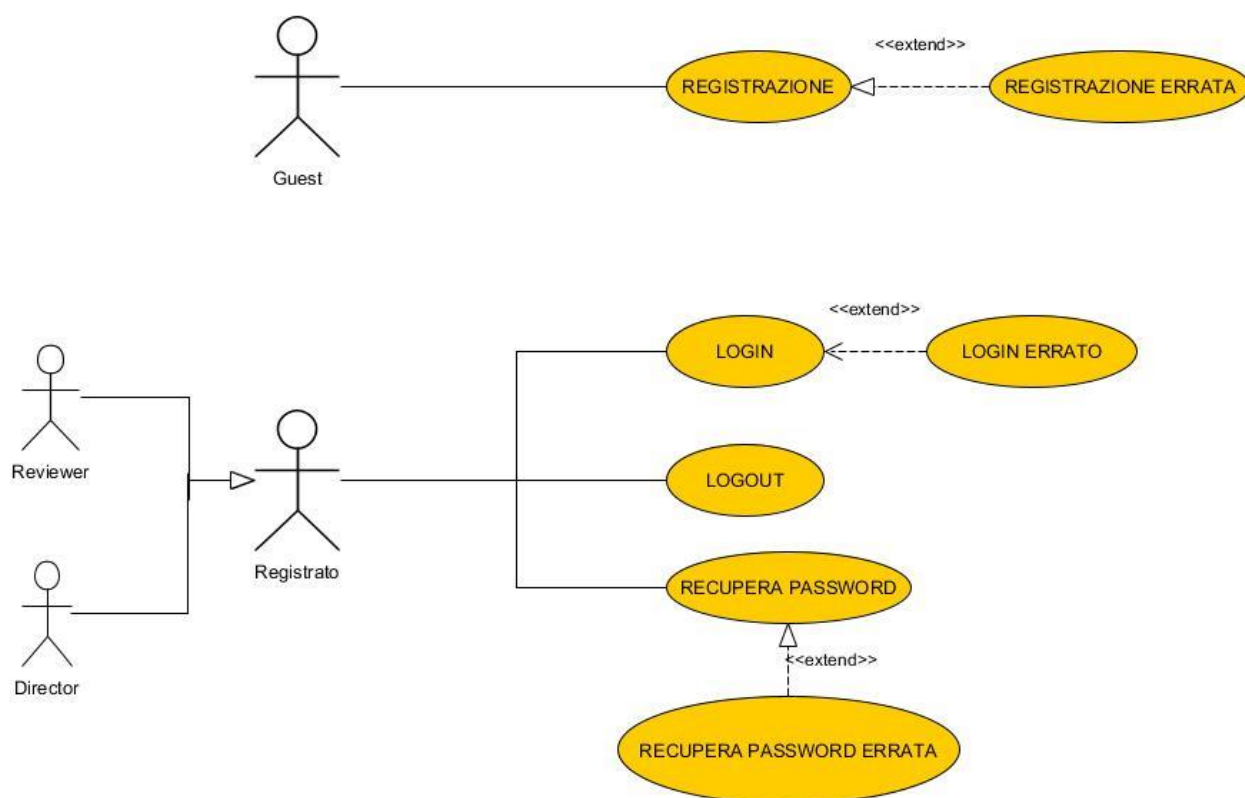 <<extend>>
REGISTRAZIONE
REGISTRAZIONE ERRATA
Guest
<<extend>>
LOGIN
LOGIN ERRATO
Reviewer
LOGOUT
Registrato
RECUPERA PASSWORD
<<extend>>
Director
RECUPERA PASSWORD ERRATA